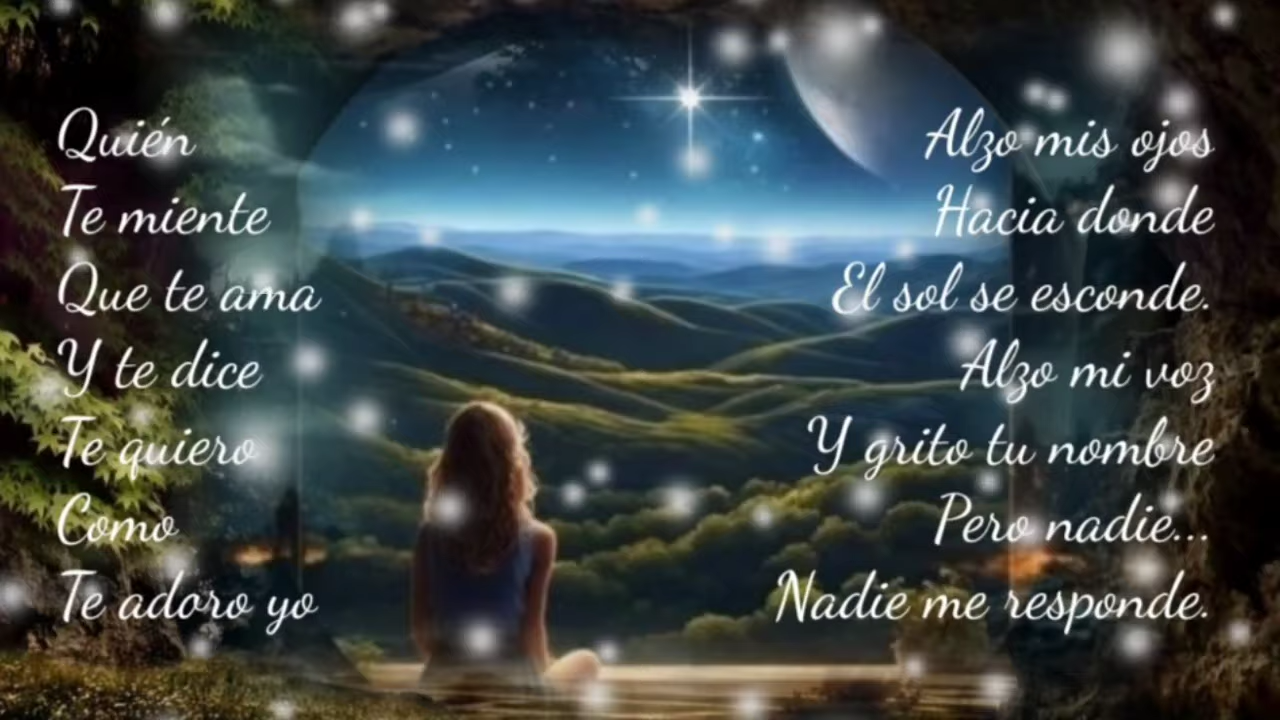 Quién
Te miente
Que te ama
Y te dice
Te quiero
Como
Te adoro yo
Alzo mis ojos
Hacia donde
El sol se esconde.
Alzo mi voz
Y grito tu nombre
Pero nadie...
Nadie me responde.